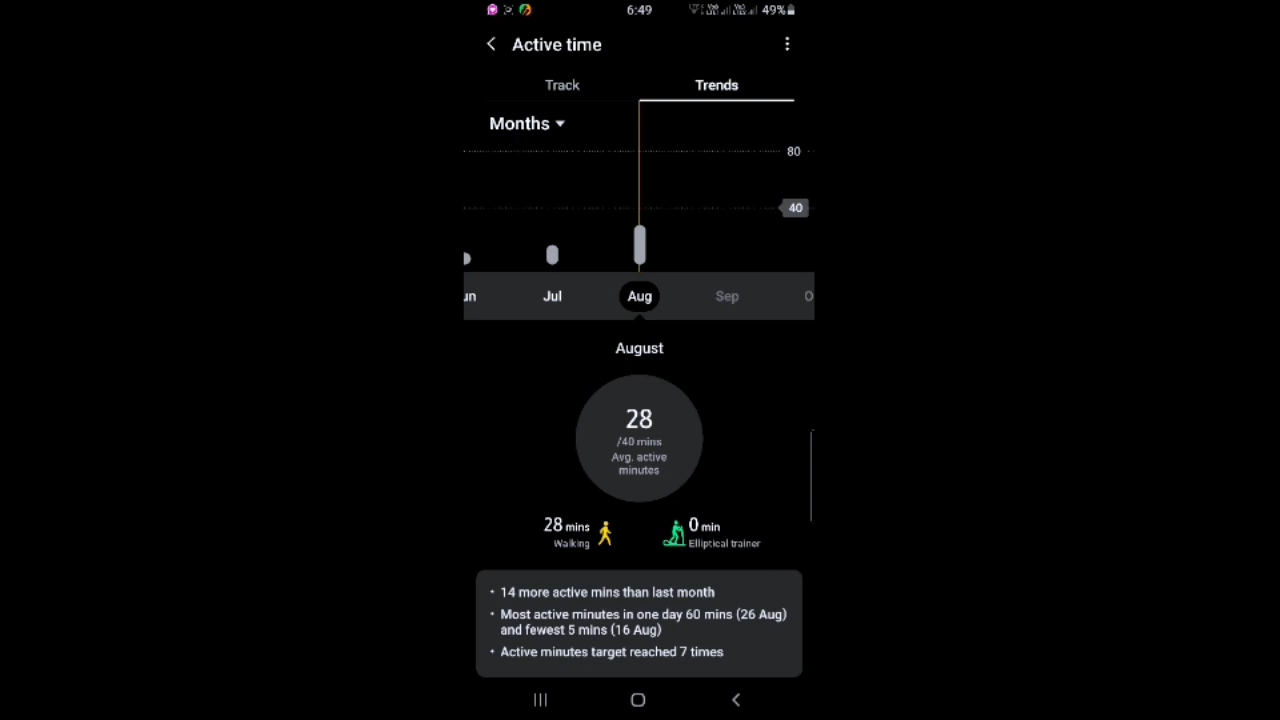 6:49
49%
Active time
Track
Trends
Months
80
40
un
Jul
Aug
Sep
O
August
28
/40 mins
Avg. active
minutes
28 mins
Walking
0 min
Elliptical trainer
• 14 more active mins than last month
• Most active minutes in one day 60 mins (26 Aug)
and fewest 5 mins (16 Aug)
• Active minutes target reached 7 times